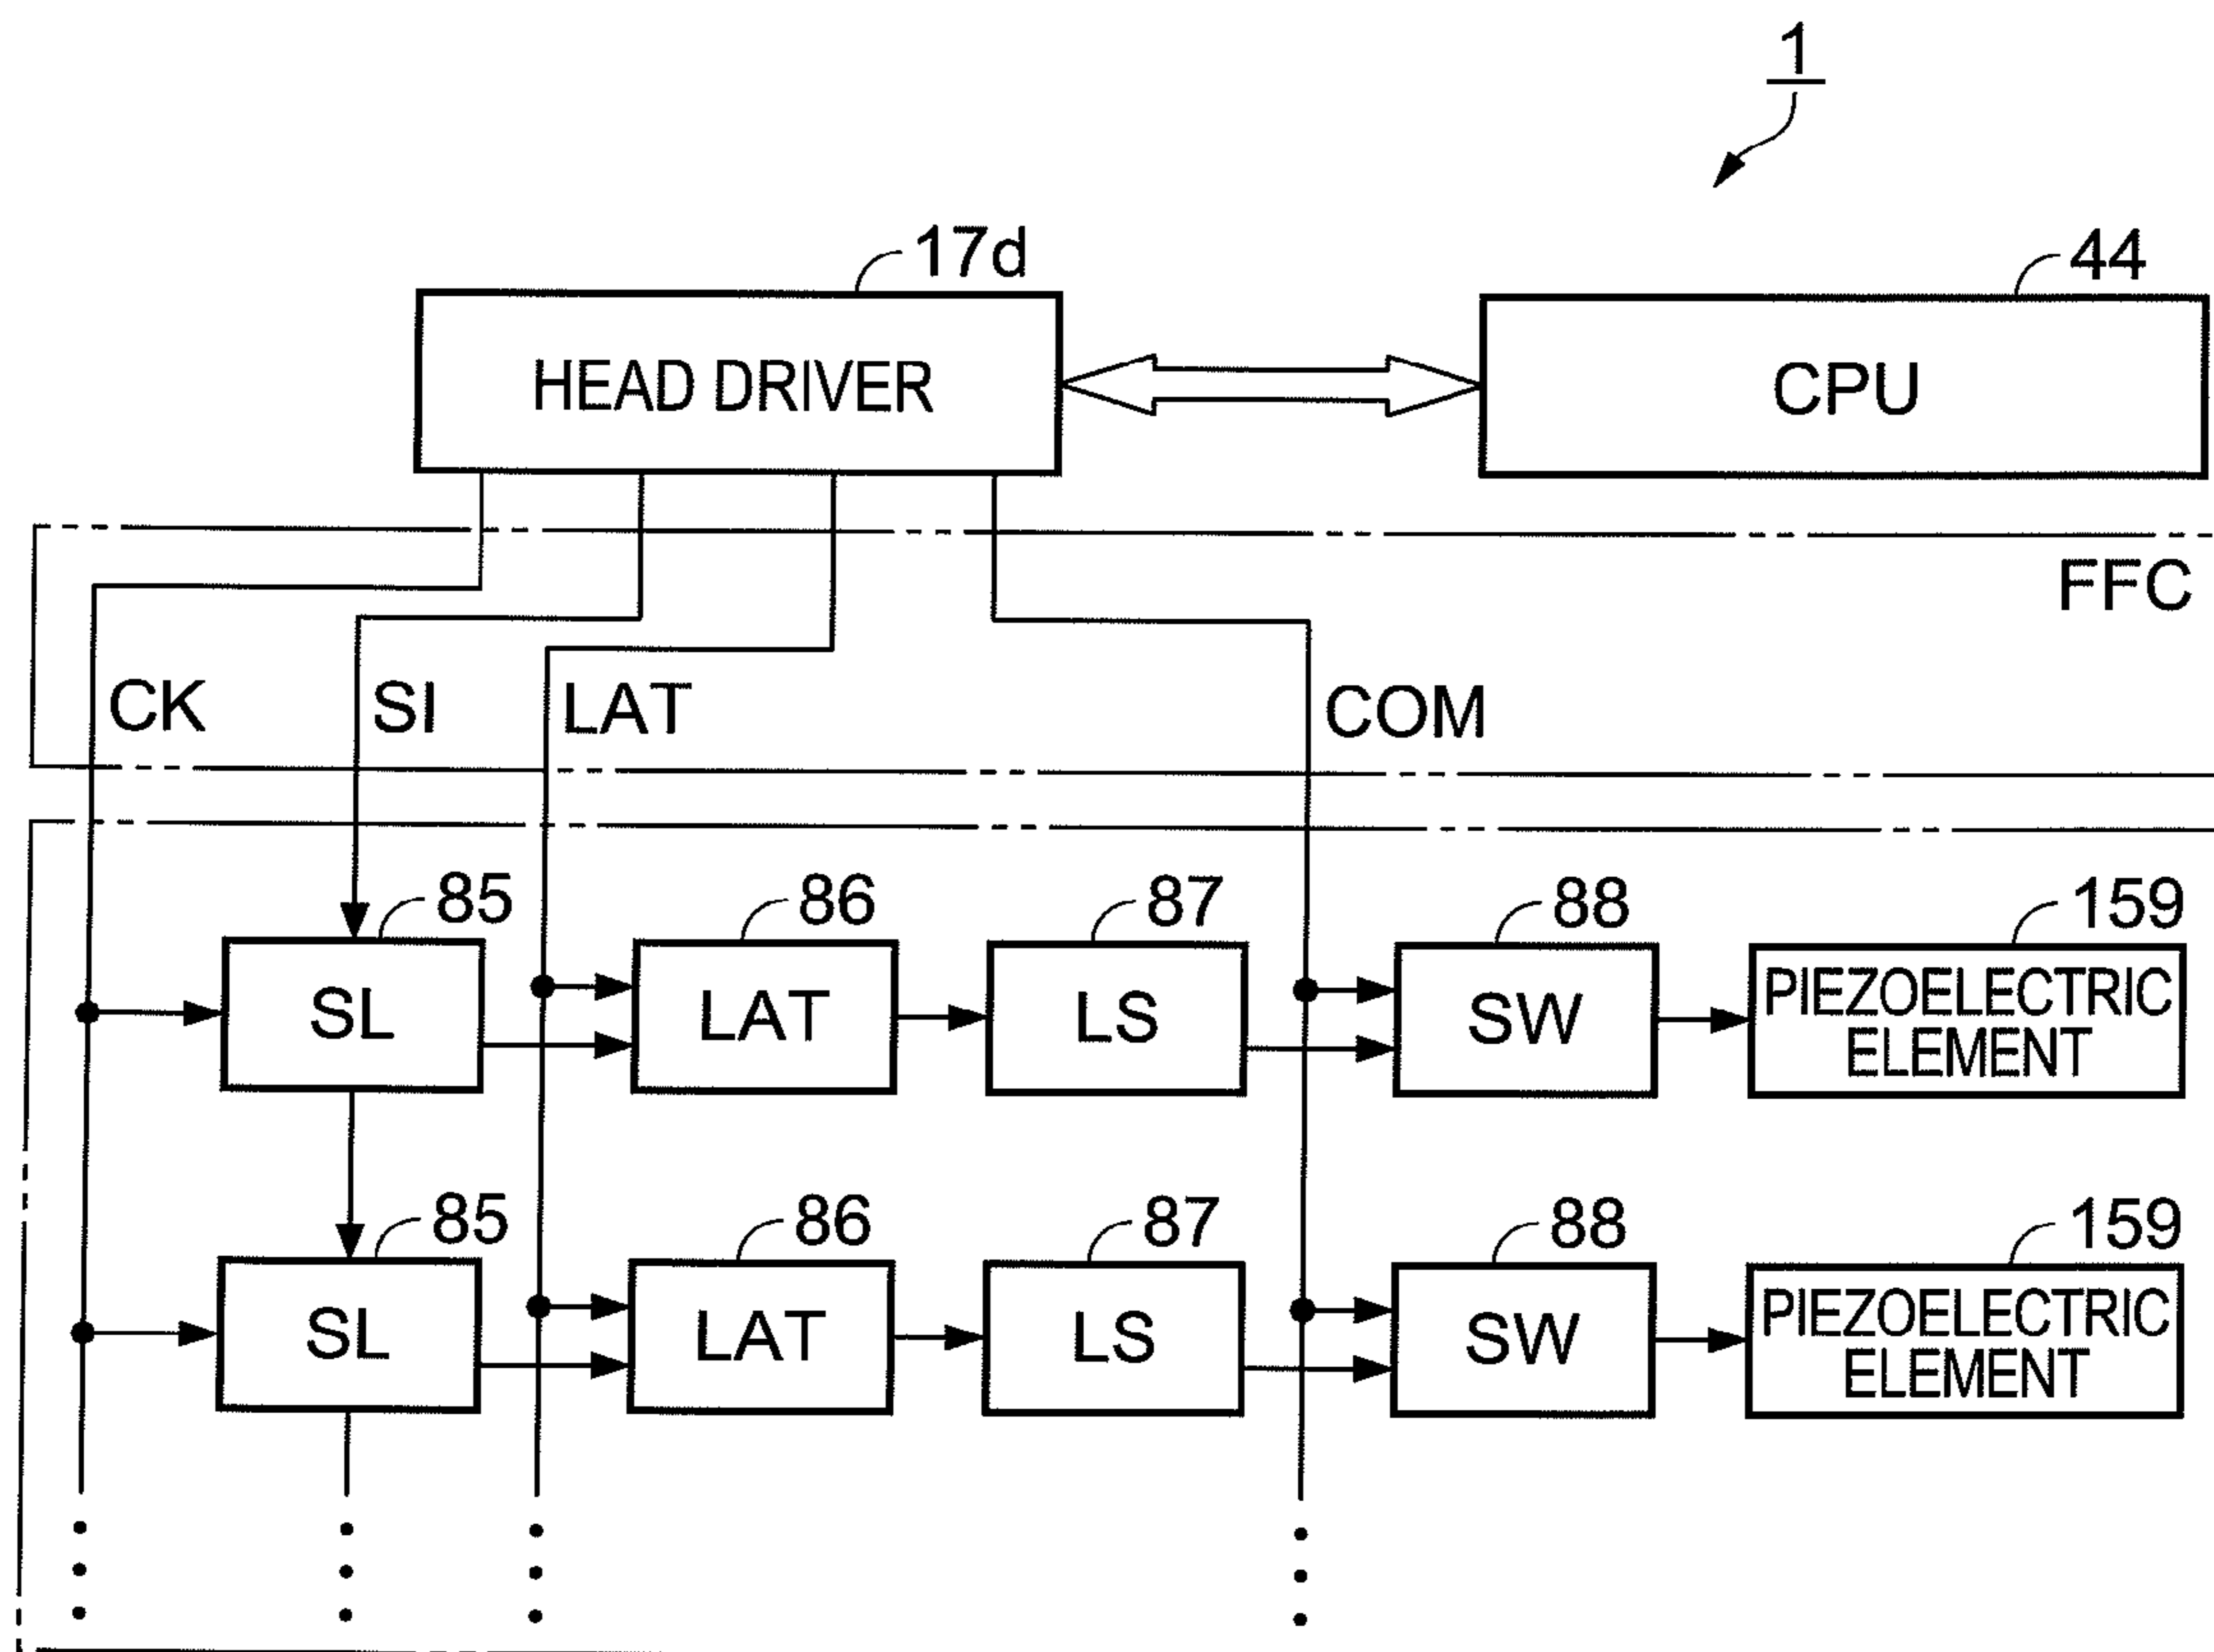 1
17d
44
HEAD DRIVER
CPU
FFC
CK
SI
LAT
COM
85
86
87
88
159
SL
LAT
LS
SW
PIEZOELECTRIC
ELEMENT
85
86
87
88
159
SL
LAT
LS
SW
PIEZOELECTRIC
ELEMENT